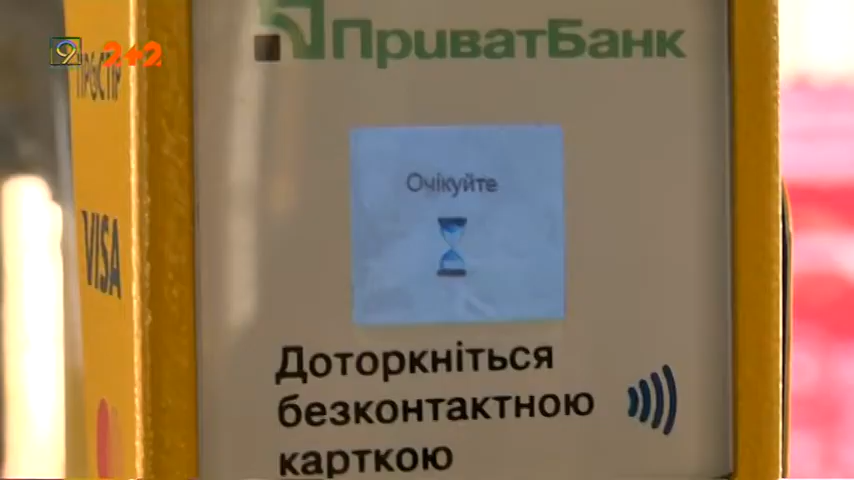 ПриватБанк
2+2
ПРОСТІР
Очікуйте
VISA
Доторкніться
безконтактною
карткою